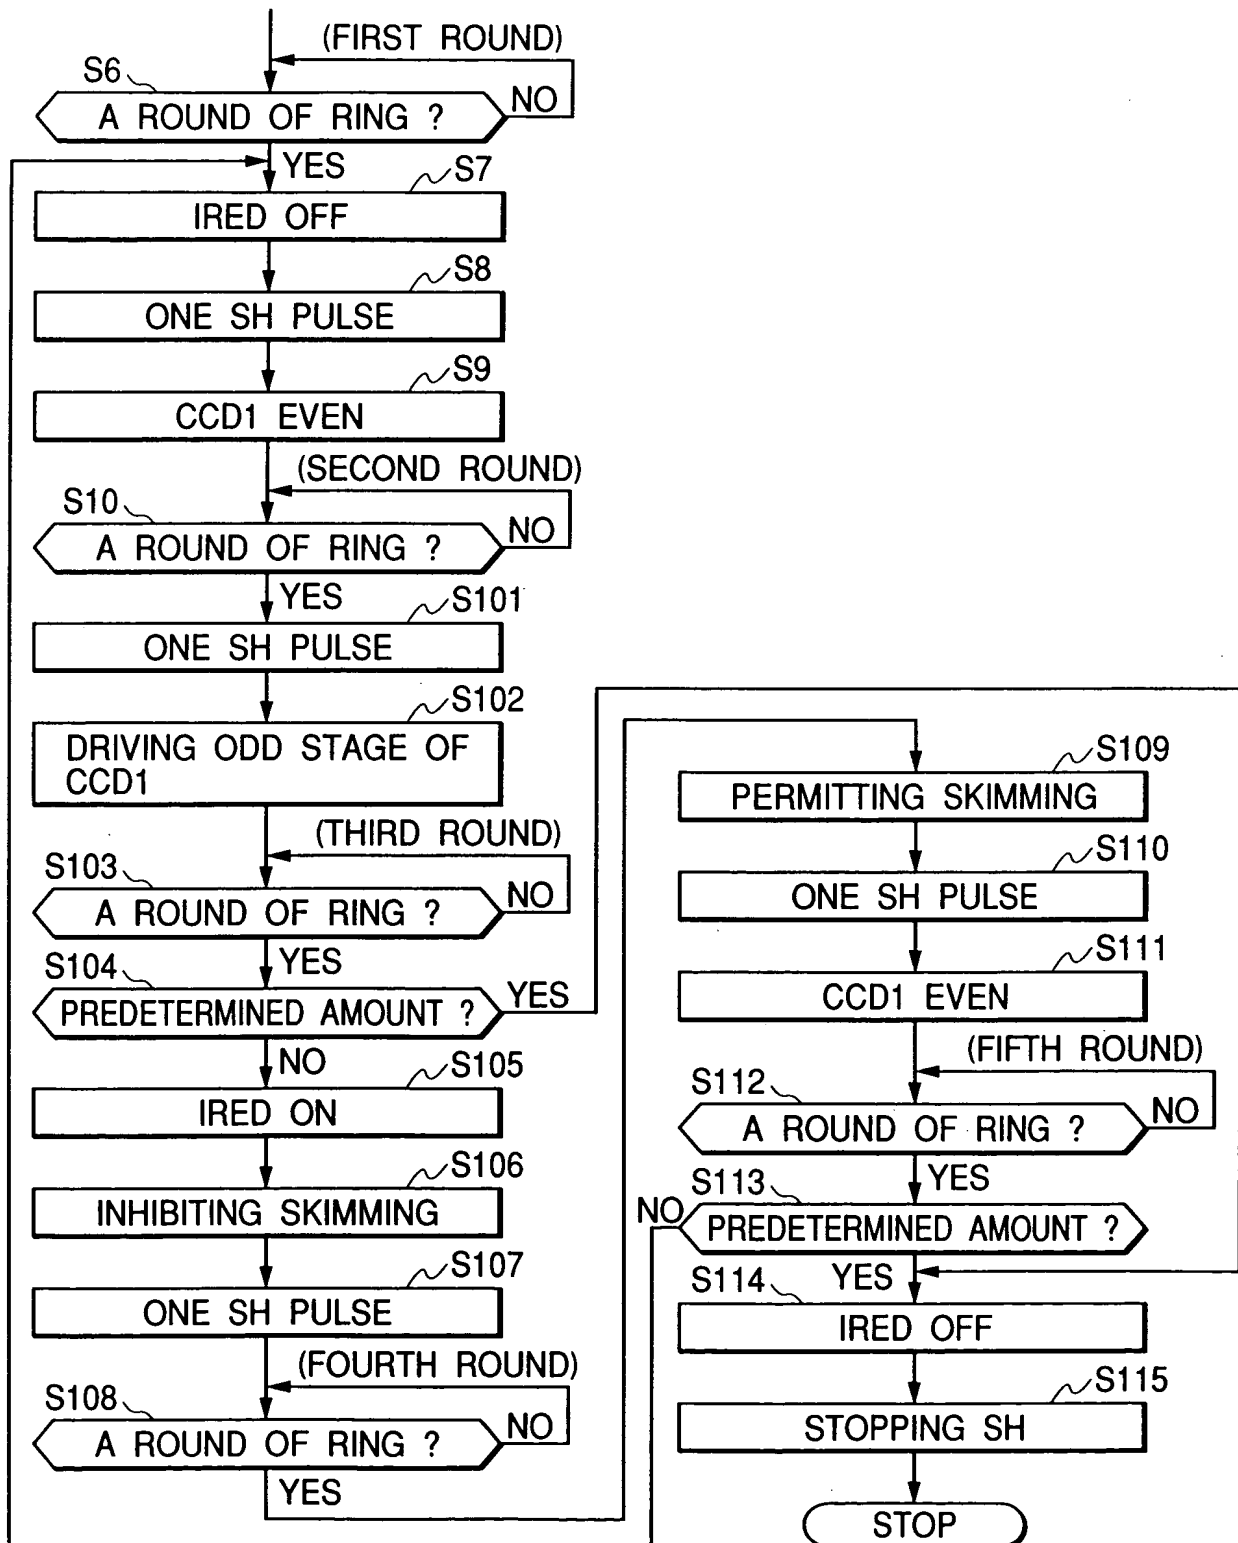 (FIRST ROUND)
S6
A ROUND OF RING ?
NO
YES
S7
IRED OFF
S8
ONE SH PULSE
S9
CCD1 EVEN
(SECOND ROUND)
S10
A ROUND OF RING ?
NO
YES
S101
ONE SH PULSE
S102
DRIVING ODD STAGE OF
CCD1
(THIRD ROUND)
S103
A ROUND OF RING ?
NO
YES
S104
PREDETERMINED AMOUNT ?
YES
NO
S105
IRED ON
S106
INHIBITING SKIMMING
S107
ONE SH PULSE
(FOURTH ROUND)
S108
A ROUND OF RING ?
NO
YES
S109
PERMITTING SKIMMING
S110
ONE SH PULSE
S111
CCD1 EVEN
(FIFTH ROUND)
S112
A ROUND OF RING ?
NO
YES
S113
NO
PREDETERMINED AMOUNT ?
YES
S114
IRED OFF
S115
STOPPING SH
STOP